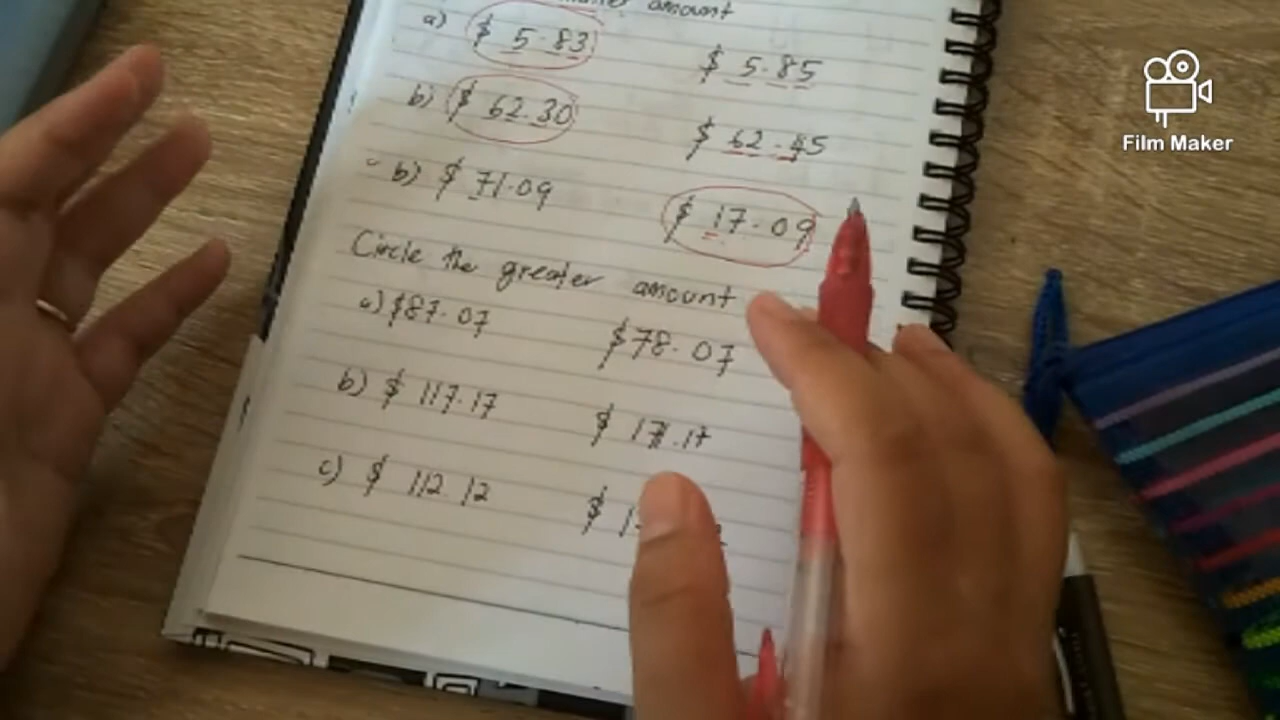 amount
a) $ 5.83 $ 5.85
b) $ 62.30 $ 62.45
b) $ 71.09 $ 17.09
Circle the greater amount
a) $87.07 $78.07
b) $ 117.17 $ 171.17
c) $ 112.12 $
Film Maker